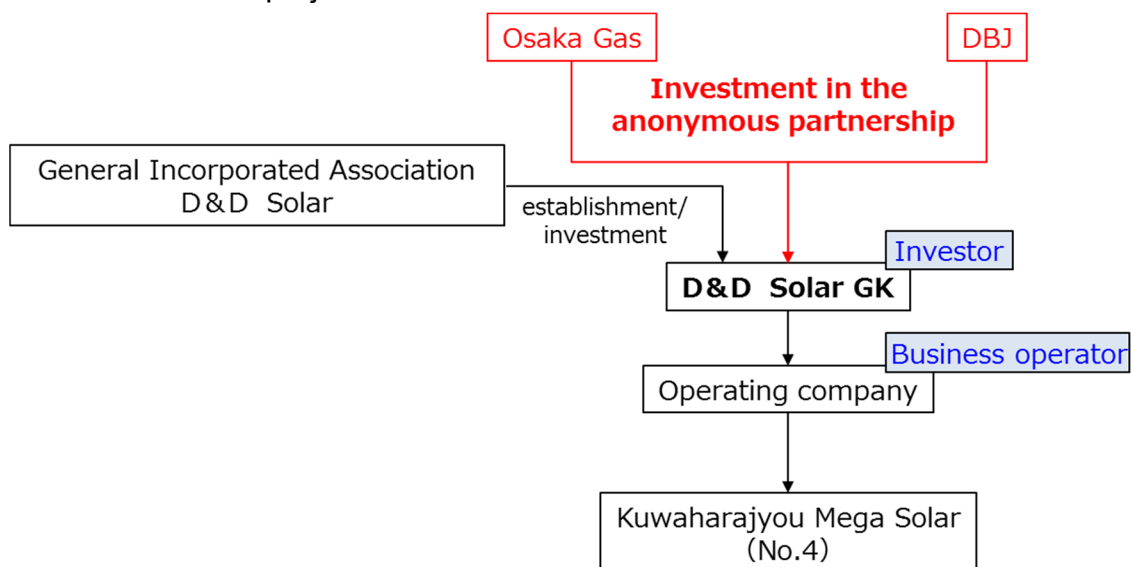 Osaka Gas
DBJ
Investment in the
anonymous partnership
General Incorporated Association
D&D Solar
establishment/
investment
Investor
D&D Solar GK
Business operator
Operating company
Kuwaharajyou Mega Solar
(No.4)